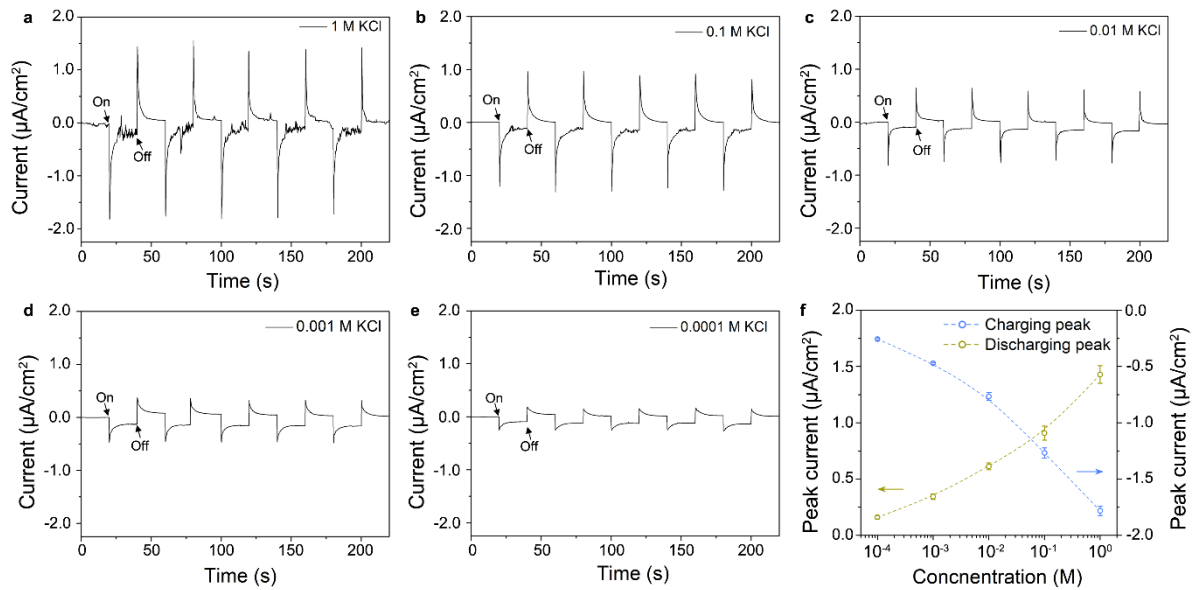 a
1 M KCl
On
Off
Current (µA/cm²)
2.0
1.0
0.0
-1.0
-2.0
0 50 100 150 200
Time (s)
b
0.1 M KCl
On
Off
Current (µA/cm²)
2.0
1.0
0.0
-1.0
-2.0
0 50 100 150 200
Time (s)
c
0.01 M KCl
On
Off
Current (µA/cm²)
2.0
1.0
0.0
-1.0
-2.0
0 50 100 150 200
Time (s)
d
0.001 M KCl
On
Off
Current (µA/cm²)
2.0
1.0
0.0
-1.0
-2.0
0 50 100 150 200
Time (s)
e
0.0001 M KCl
On
Off
Current (µA/cm²)
2.0
1.0
0.0
-1.0
-2.0
0 50 100 150 200
Time (s)
f
Charging peak
Discharging peak
Peak current (µA/cm²)
2.0
1.5
1.0
0.5
0.0
0.0
-0.5
-1.0
-1.5
-2.0
Peak current (µA/cm²)
10⁻⁴ 10⁻³ 10⁻² 10⁻¹ 10⁰
Concnentration (M)